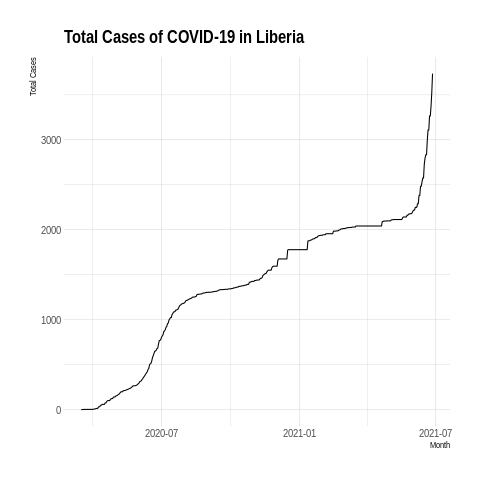 Total Cases of COVID-19 in Liberia
Total Cases
3000
2000
1000
0
2020-07
2021-01
2021-07
Month